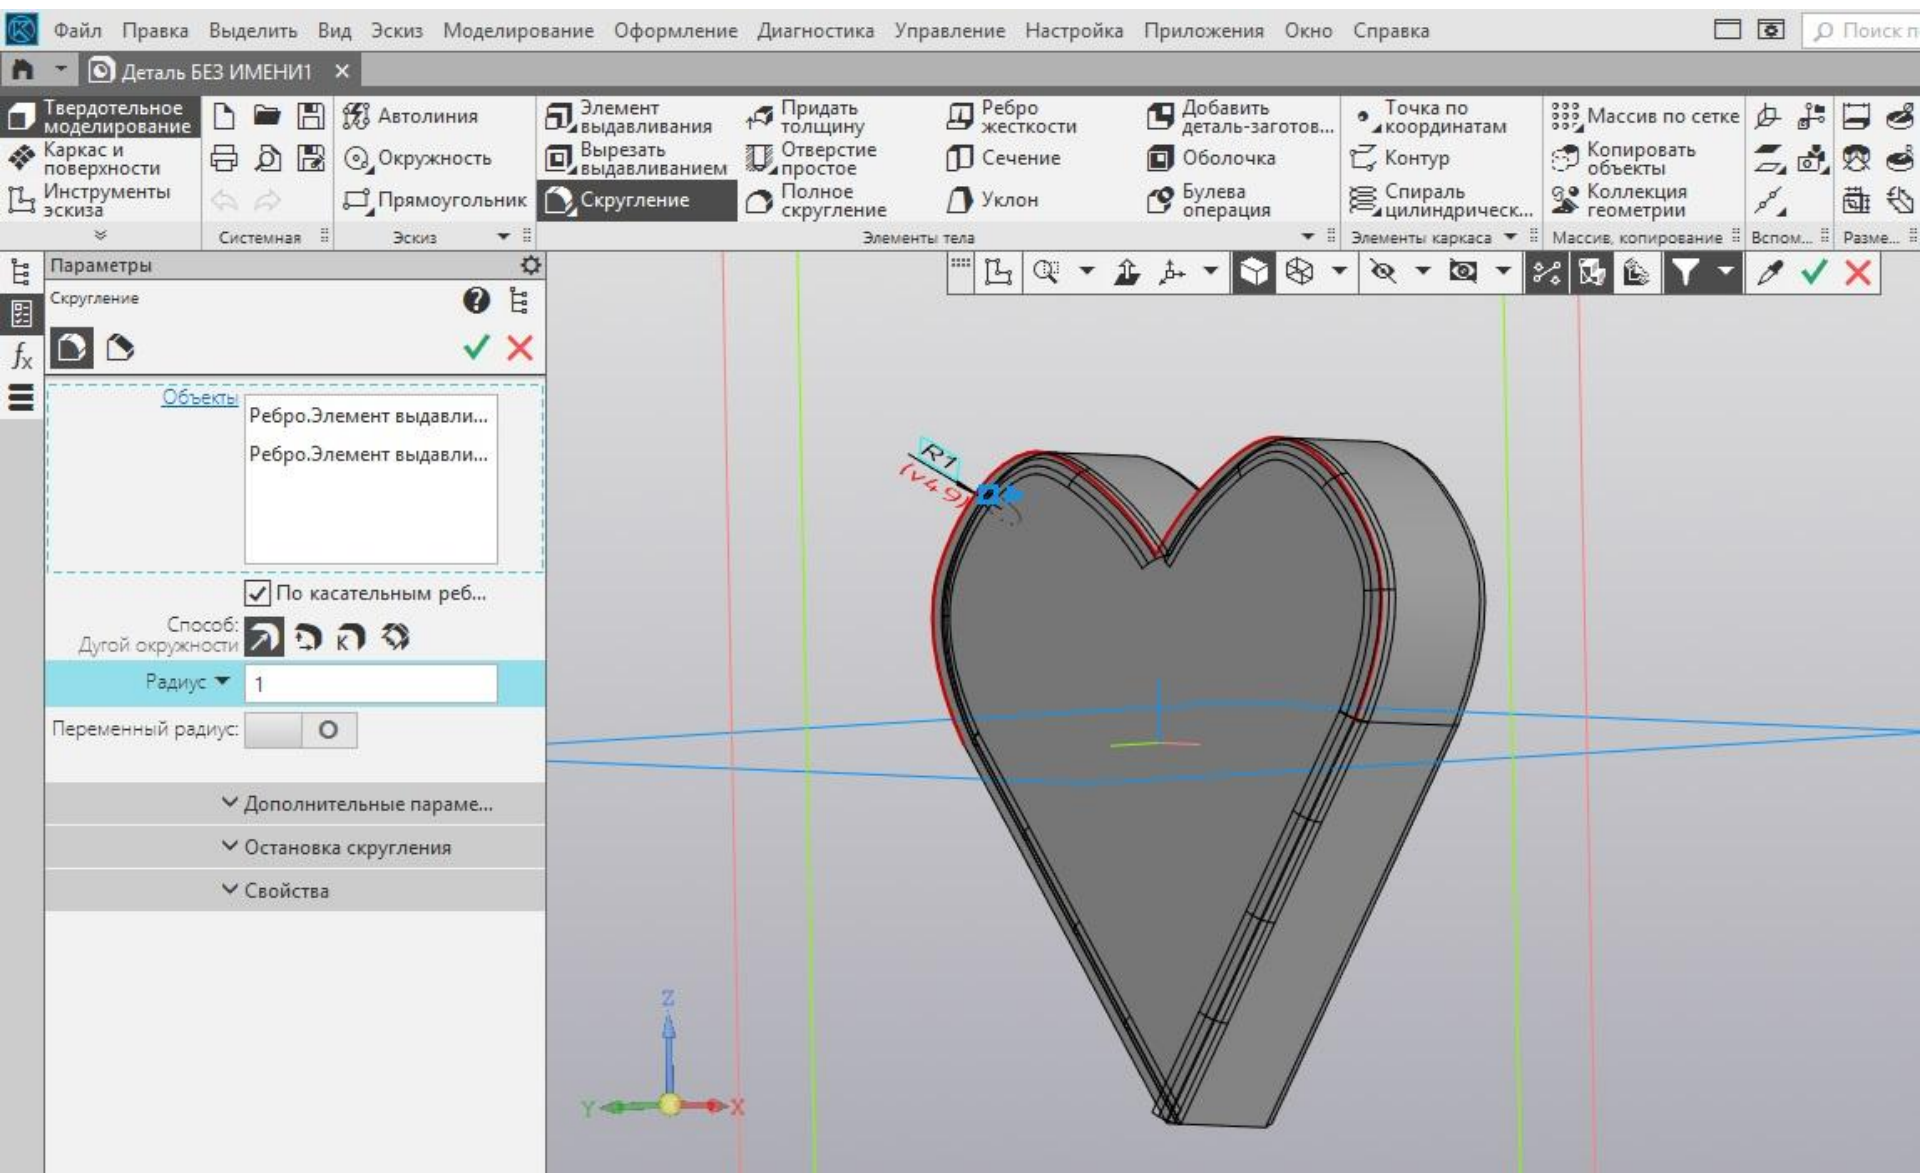 Файл Правка Выделить Вид Эскиз Моделирование Оформление Диагностика Управление Настройка Приложения Окно Справка
Поиск п
Деталь БЕЗ ИМЕНИ1
Твердотельное
моделирование
Каркас и
поверхности
Инструменты
эскиза
Системная
Автолиния
Окружность
Прямоугольник
Эскиз
Элемент
выдавливания
Вырезать
выдавливанием
Скругление
Придать
толщину
Отверстие
простое
Полное
скругление
Ребро
жесткости
Сечение
Уклон
Добавить
деталь-заготов...
Оболочка
Булева
операция
Элементы тела
Точка по
координатам
Контур
Спираль
цилиндрическ...
Элементы каркаса
Массив по сетке
Копировать
объекты
Коллекция
геометрии
Массив, копирование
Вспом...
Разме...
Параметры
Скругление
fx
Объекты
Ребро.Элемент выдавли...
Ребро.Элемент выдавли...
По касательным реб...
Способ:
Дугой окружности
Радиус
1
Переменный радиус:
Дополнительные параме...
Остановка скругления
Свойства
R1
(v49)
Z
Y
X